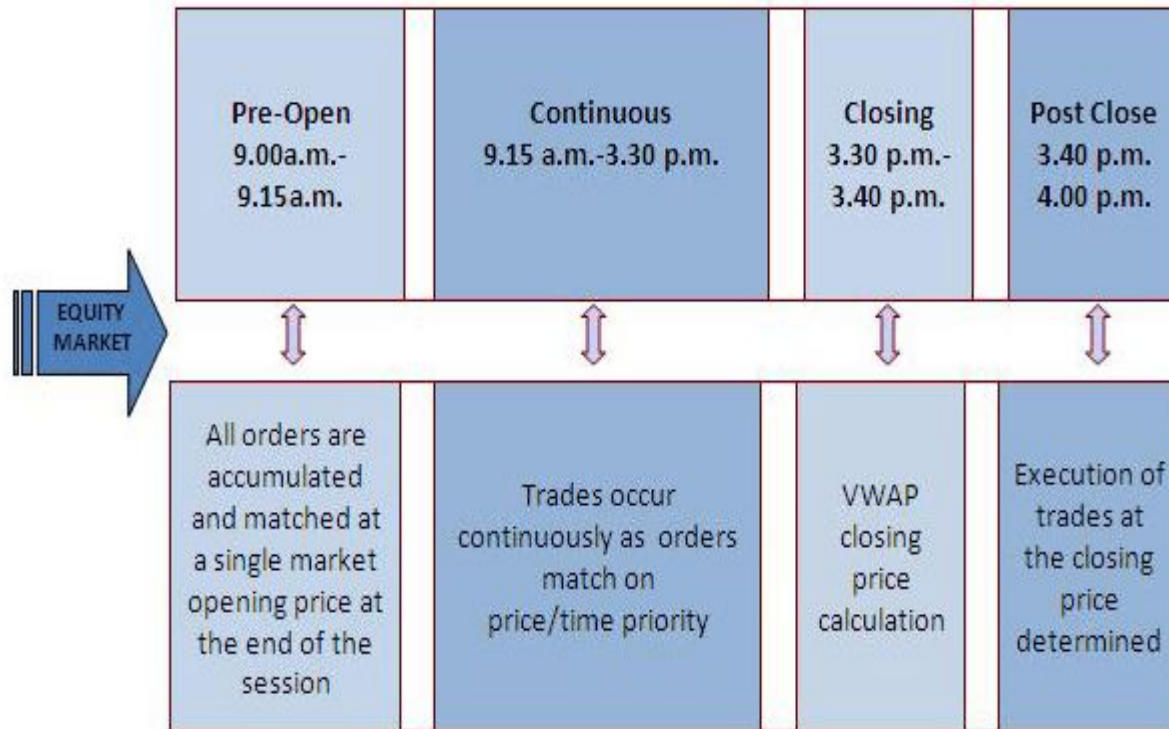 Pre-Open
9.00a.m.-
9.15a.m.
Continuous
9.15 a.m.-3.30 p.m.
Closing
3.30 p.m.-
3.40 p.m.
Post Close
3.40 p.m.
4.00 p.m.
EQUITY
MARKET
All orders are
accumulated
and matched at
a single market
opening price at
the end of the
session
Trades occur
continuously as orders
match on
price/time priority
VWAP
closing
price
calculation
Execution of
trades at
the closing
price
determined